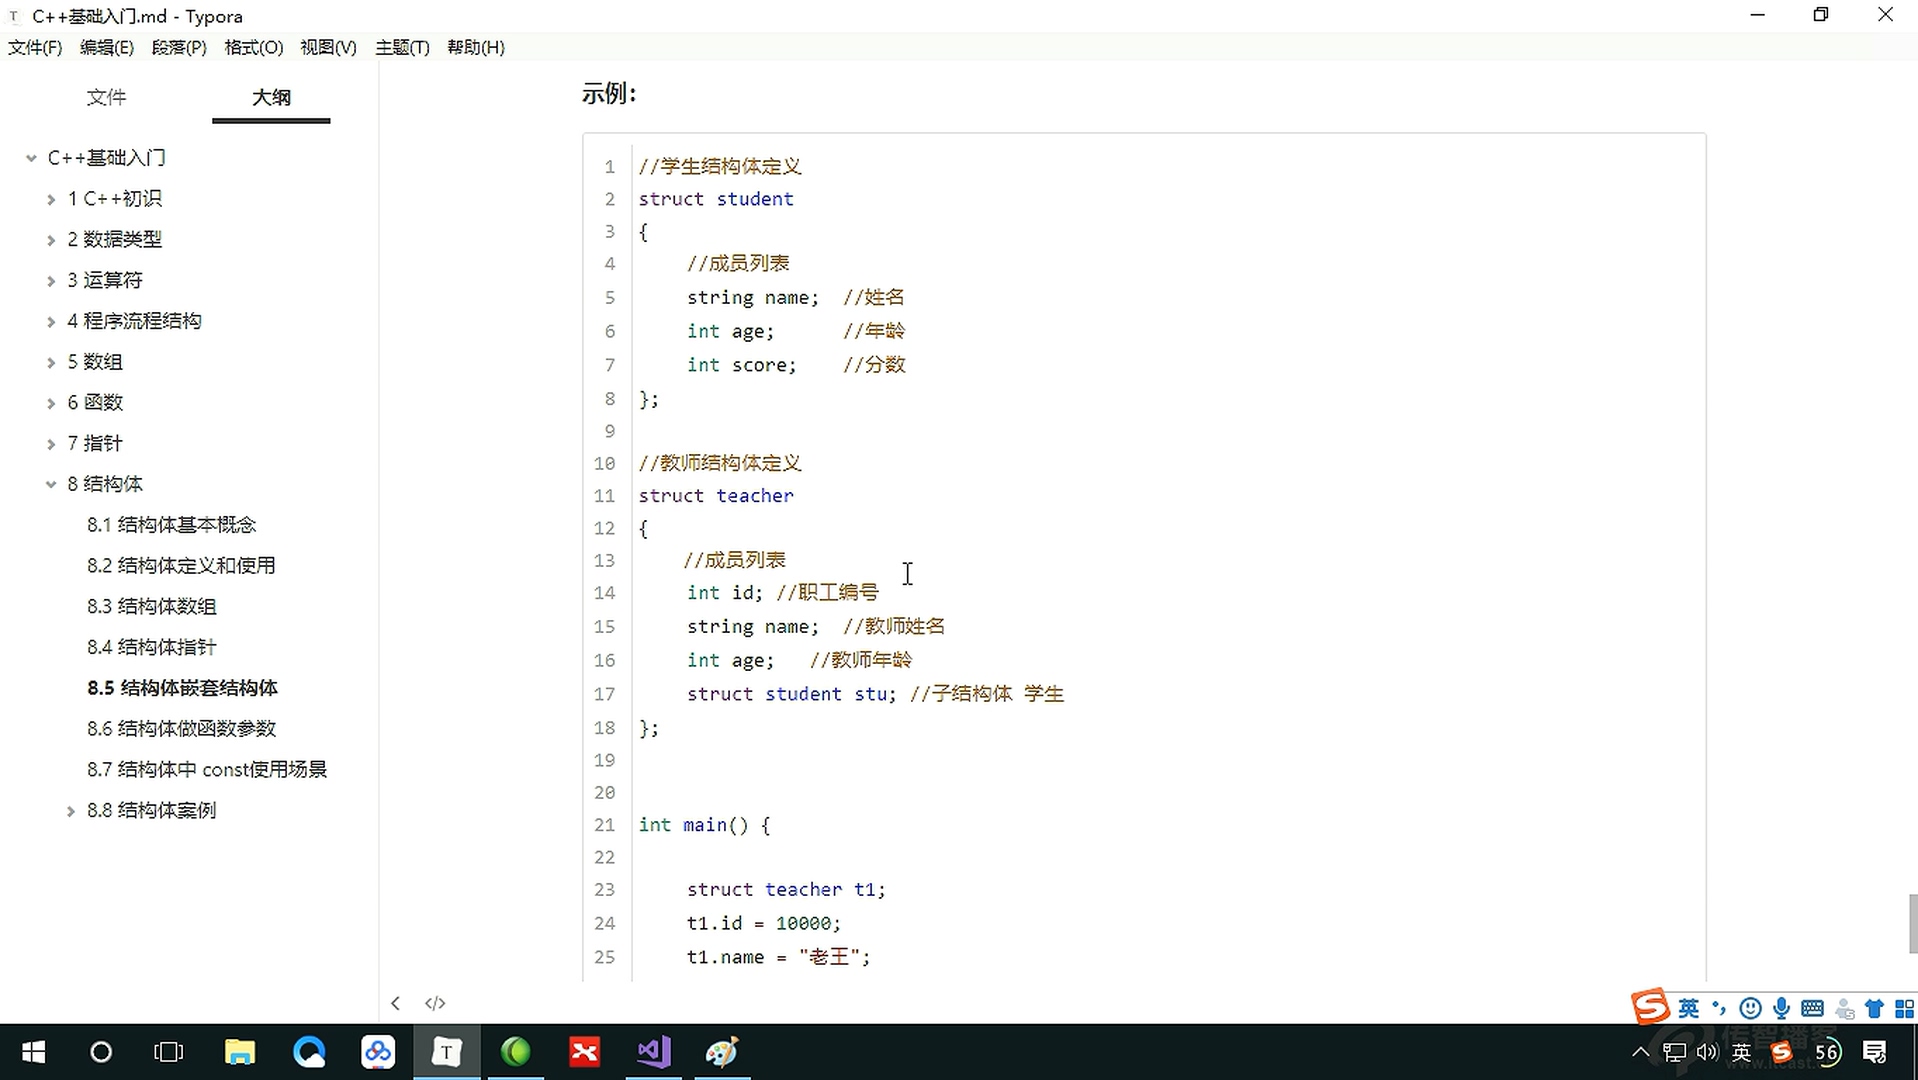 C++基础入门.md - Typora
文件(F) 编辑(E) 段落(P) 格式(O) 视图(V) 主题(T) 帮助(H)
文件 大纲
C++基础入门
1 C++初识
2 数据类型
3 运算符
4 程序流程结构
5 数组
6 函数
7 指针
8 结构体
8.1 结构体基本概念
8.2 结构体定义和使用
8.3 结构体数组
8.4 结构体指针
8.5 结构体嵌套结构体
8.6 结构体做函数参数
8.7 结构体中 const使用场景
8.8 结构体案例
示例：
1 //学生结构体定义
2 struct student
3 {
4 //成员列表
5 string name; //姓名
6 int age; //年龄
7 int score; //分数
8 };
9
10 //教师结构体定义
11 struct teacher
12 {
13 //成员列表
14 int id; //职工编号
15 string name; //教师姓名
16 int age; //教师年龄
17 struct student stu; //子结构体 学生
18 };
19
20
21 int main() {
22
23 struct teacher t1;
24 t1.id = 10000;
25 t1.name = "老王";
</>
英
英 56
传智播客